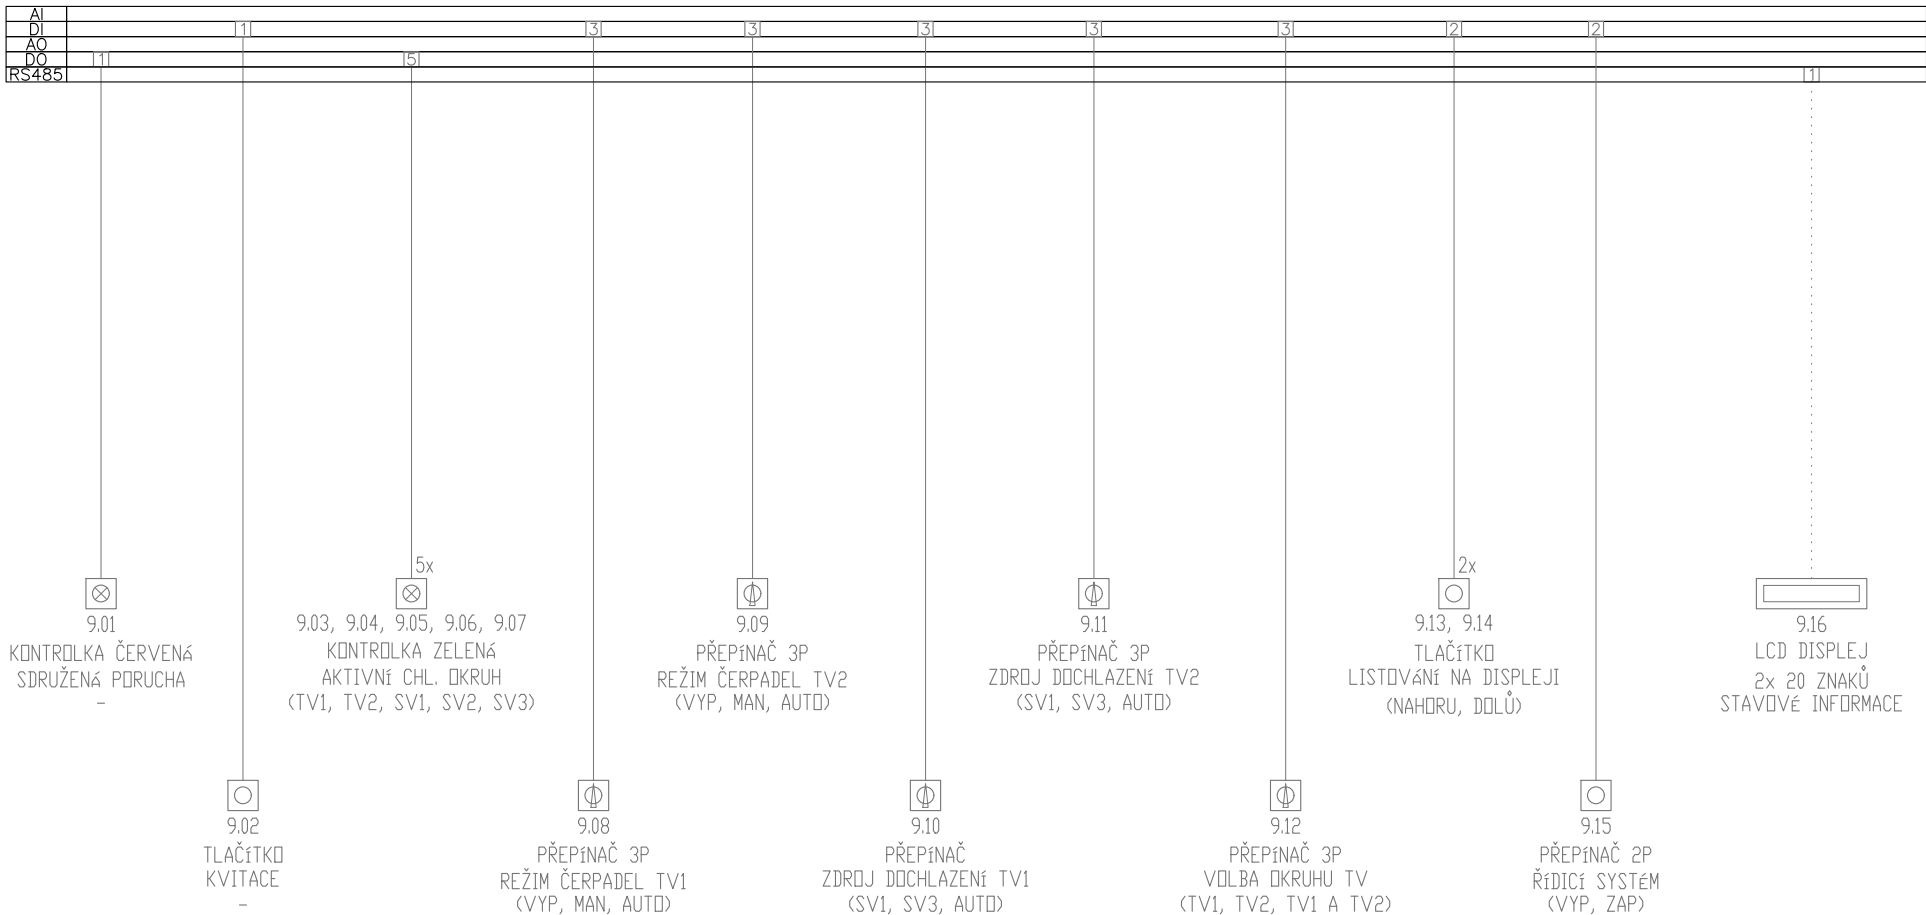 AI
DI 1 3 3 3 3 3 2 2
AO
DO 1 5
RS485 1
9.01
KONTROLKA ČERVENÁ
SDRUŽENÁ PORUCHA
-
9.02
TLAČÍTKO
KVITACE
-
5x
9.03, 9.04, 9.05, 9.06, 9.07
KONTROLKA ZELENÁ
AKTIVNÍ CHL. OKRUH
(TV1, TV2, SV1, SV2, SV3)
9.08
PŘEPÍNAČ 3P
REŽIM ČERPADEL TV1
(VYP, MAN, AUTO)
9.09
PŘEPÍNAČ 3P
REŽIM ČERPADEL TV2
(VYP, MAN, AUTO)
9.10
PŘEPÍNAČ
ZDROJ DOCHLAZENÍ TV1
(SV1, SV3, AUTO)
9.11
PŘEPÍNAČ 3P
ZDROJ DOCHLAZENÍ TV2
(SV1, SV3, AUTO)
9.12
PŘEPÍNAČ 3P
VOLBA OKRUHU TV
(TV1, TV2, TV1 A TV2)
2x
9.13, 9.14
TLAČÍTKO
LISTOVÁNÍ NA DISPLEJI
(NAHORU, DOLŮ)
9.15
PŘEPÍNAČ 2P
ŘÍDICÍ SYSTÉM
(VYP, ZAP)
9.16
LCD DISPLEJ
2x 20 ZNAKŮ
STAVOVÉ INFORMACE